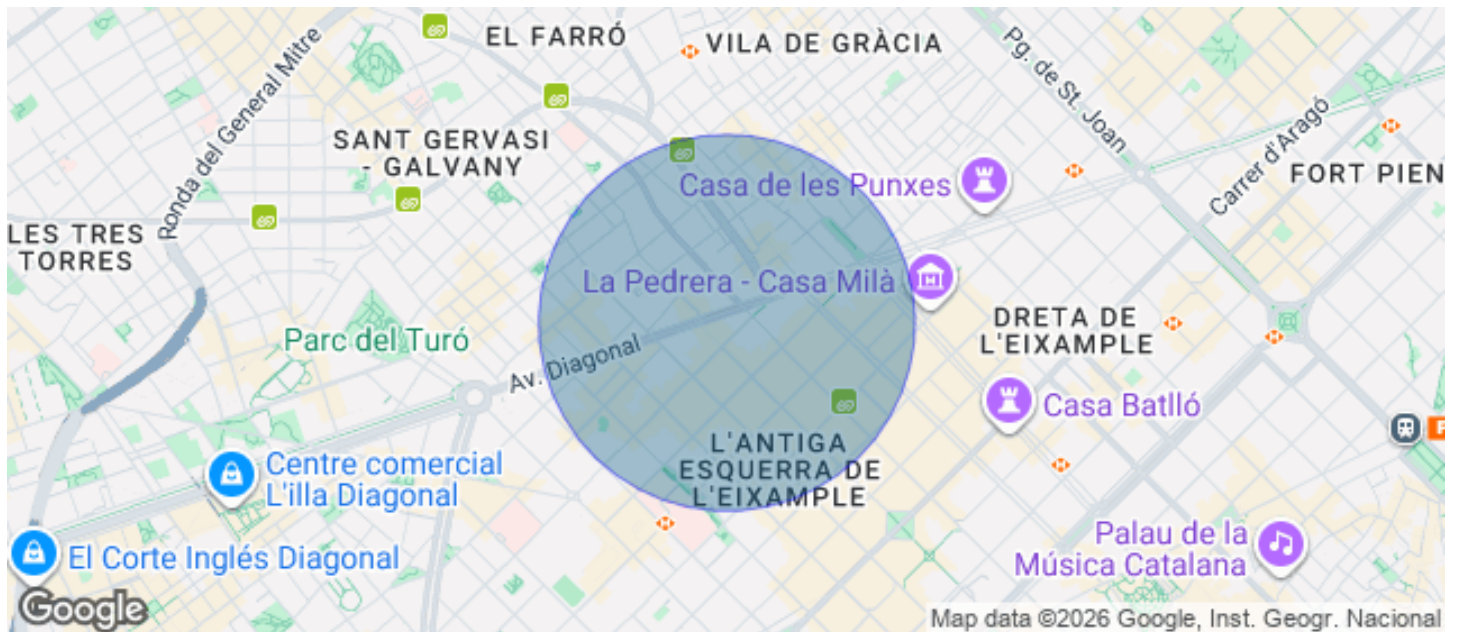 EL FARRÓ
VILA DE GRÀCIA
Ronda del General Mitre
Pg. de St. Joan
Carrer d'Aragó
SANT GERVASI
- GALVANY
FORT PIEN
Casa de les Punxes
LES TRES
TORRES
La Pedrera - Casa Milà
DRETA DE
L'EIXAMPLE
Parc del Turó
Av. Diagonal
Casa Batlló
L'ANTIGA
ESQUERRA DE
L'EIXAMPLE
F
Centre comercial
L'illa Diagonal
El Corte Inglés Diagonal
Palau de la
Música Catalana
Google
Map data ©2026 Google, Inst. Geogr. Nacional